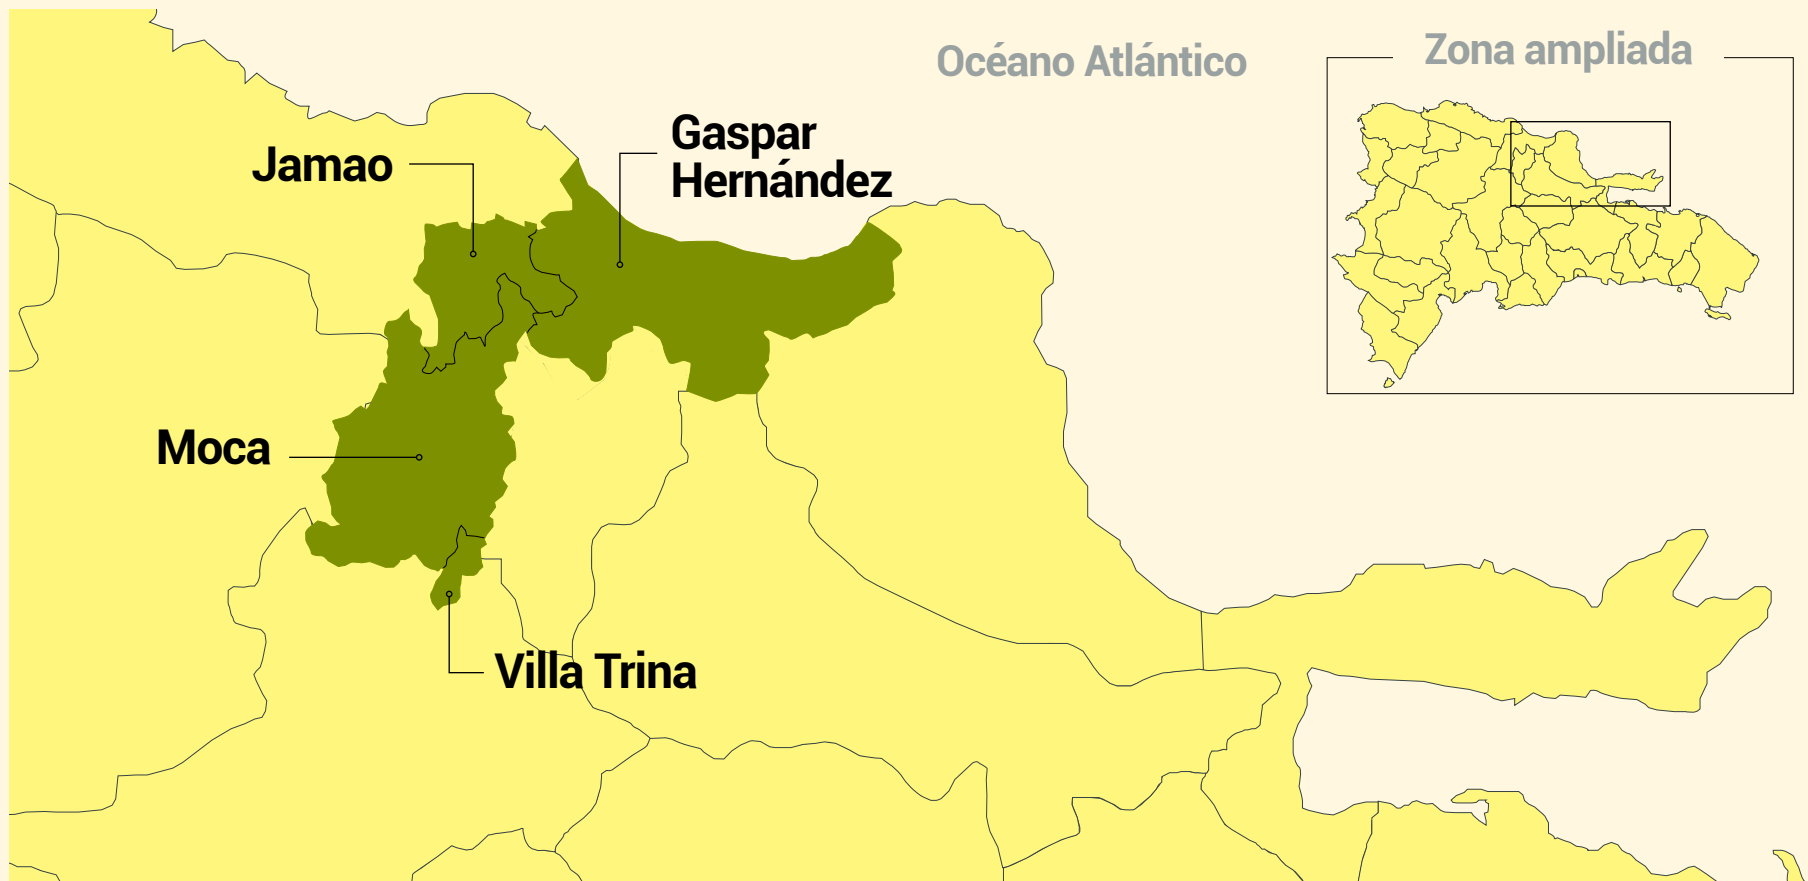 Océano Atlántico
Zona ampliada
Gaspar
Hernández
Jamao
Moca
Villa Trina